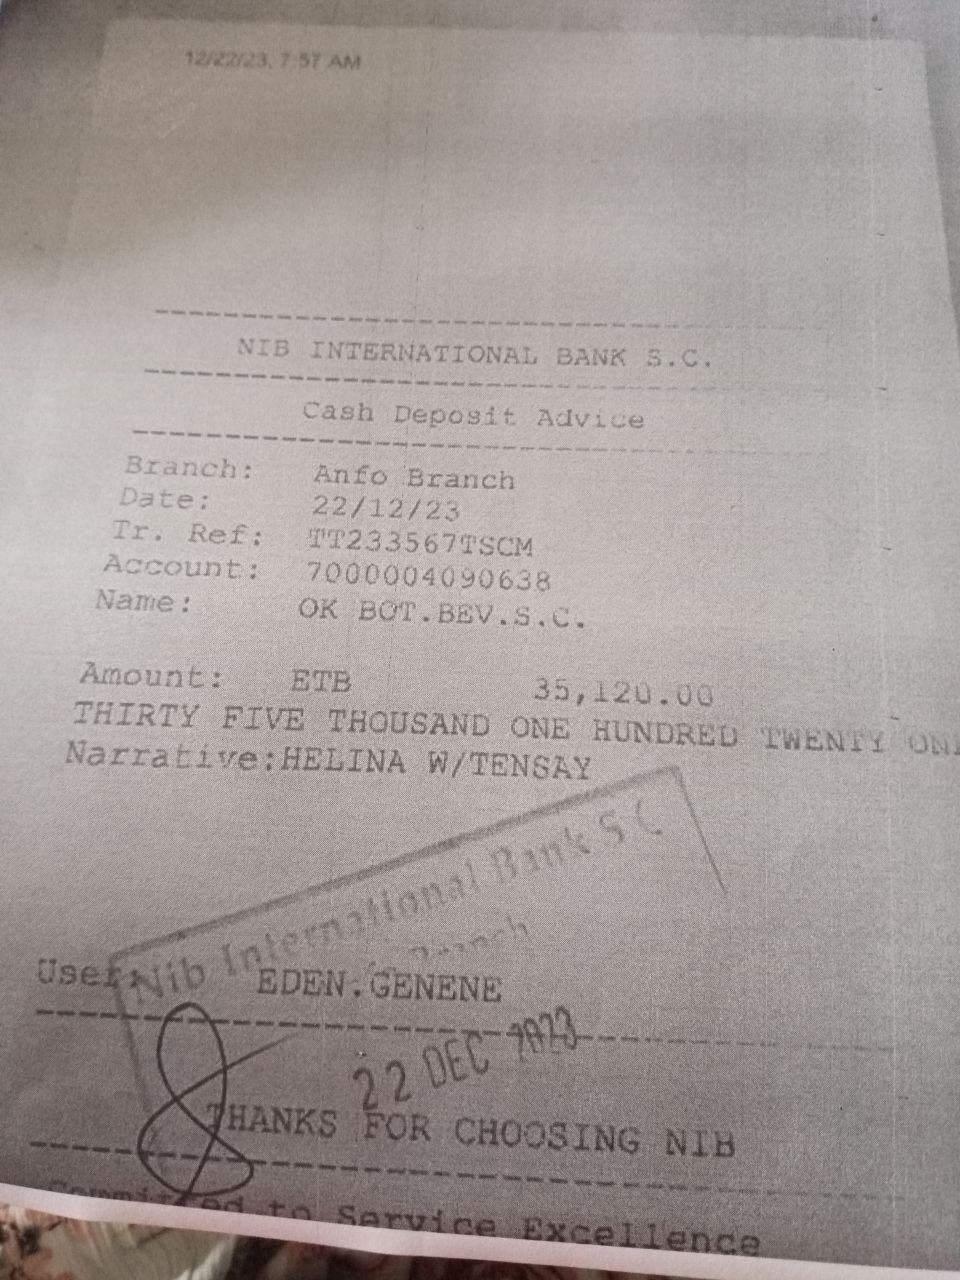 12/22/23, 7:57 AM
NIB INTERNATIONAL BANK S.C.
Cash Deposit Advice
Branch: Anfo Branch
Date: 22/12/23
Tr. Ref: TT233567TSCM
Account: 7000004090638
Name: OK BOT.BEV.S.C.
Amount: ETB 35,120.00
THIRTY FIVE THOUSAND ONE HUNDRED TWENTY ONL
Narrative:HELINA W/TENSAY
Nib International Bank S C
Branch
User: EDEN.GENENE
22 DEC 2023
THANKS FOR CHOOSING NIB
Committed to Service Excellence